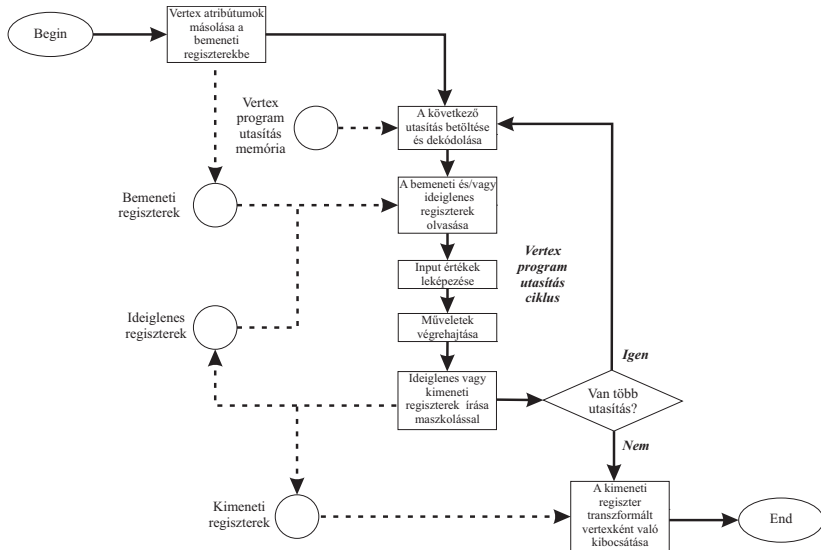 Begin
Vertex atribútumok
másolása a
bemeneti
regiszterekbe
Vertex
program
utasítás
memória
A következő
utasítás betöltése
és dekódolása
Bemeneti
regiszterek
A bemeneti és/vagy
ideiglenes
regiszterek
olvasása
Input értékek
leképezése
Vertex
program
utasítás
ciklus
Ideiglenes
regiszterek
Műveletek
végrehajtása
Igen
Ideiglenes vagy
kimeneti
regiszterek írása
maszkolással
Van több
utasítás?
Nem
Kimeneti
regiszterek
A kimeneti
regiszter
transzformált
vertexként való
kibocsátása
End